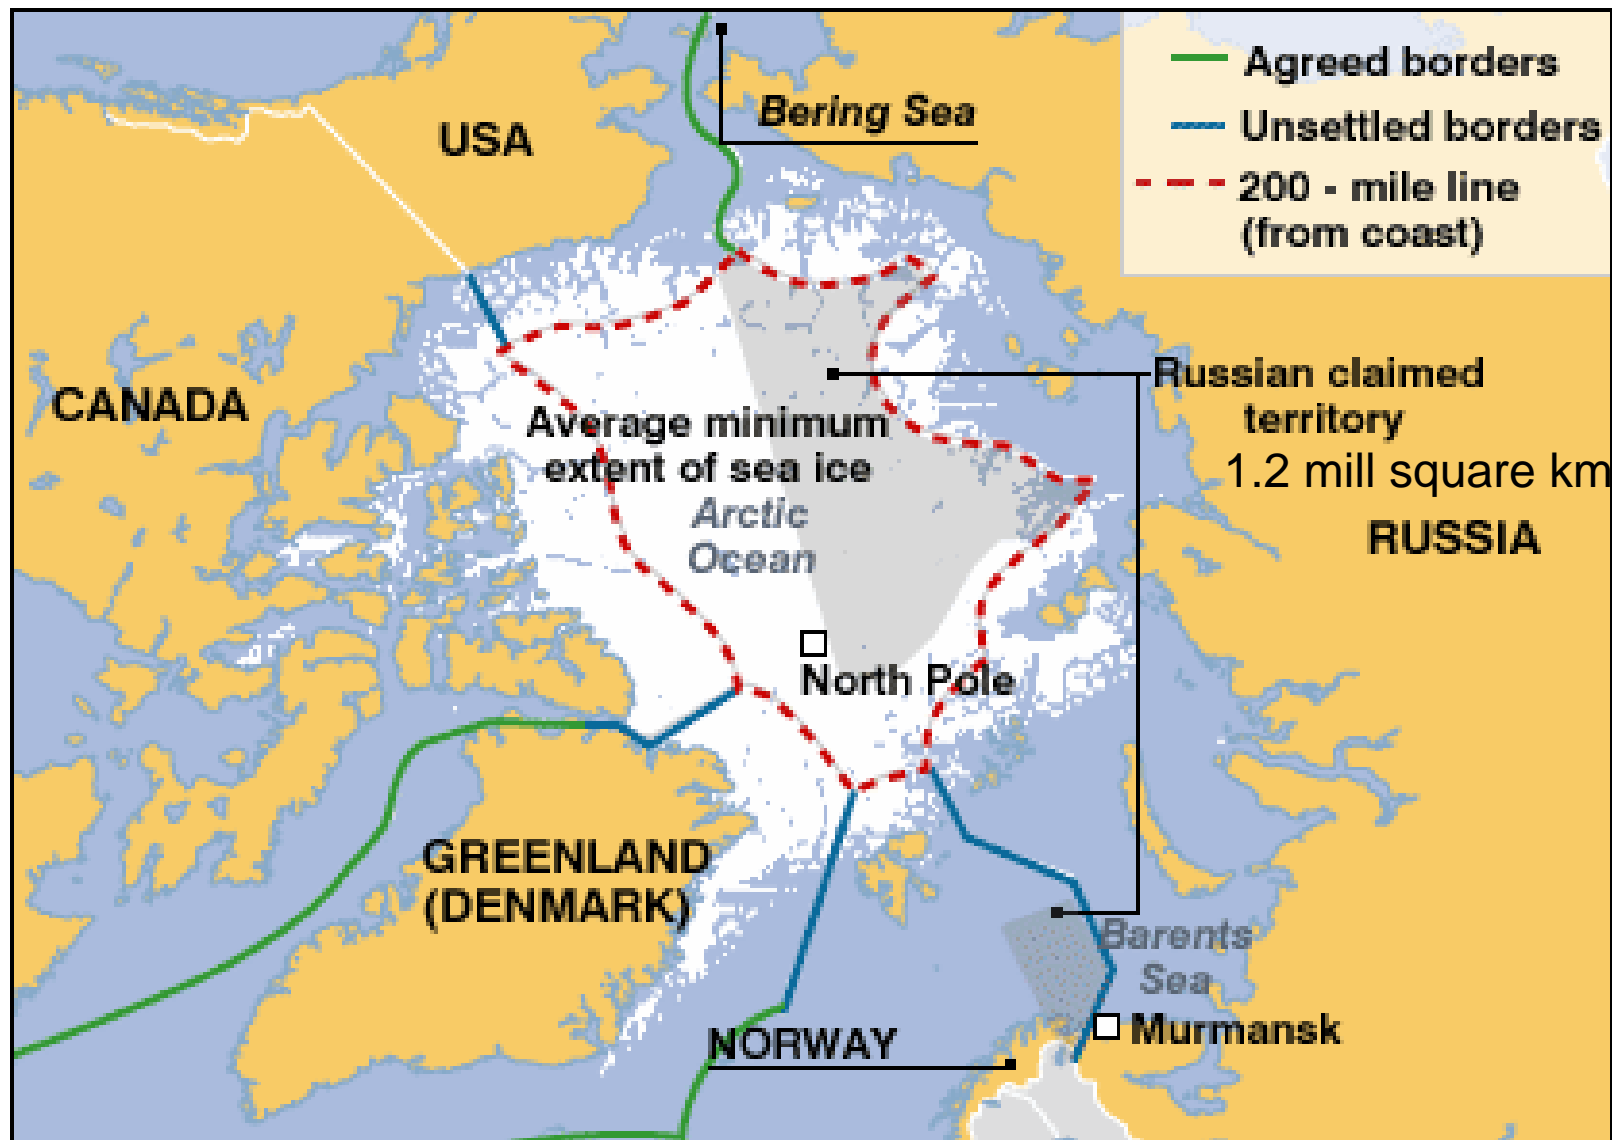 Agreed borders
Unsettled borders
200 - mile line
(from coast)
Bering Sea
USA
CANADA
Russian claimed
territory
1.2 mill square km
Average minimum
extent of sea ice
Arctic
Ocean
RUSSIA
North Pole
GREENLAND
(DENMARK)
Barents
Sea
Murmansk
NORWAY